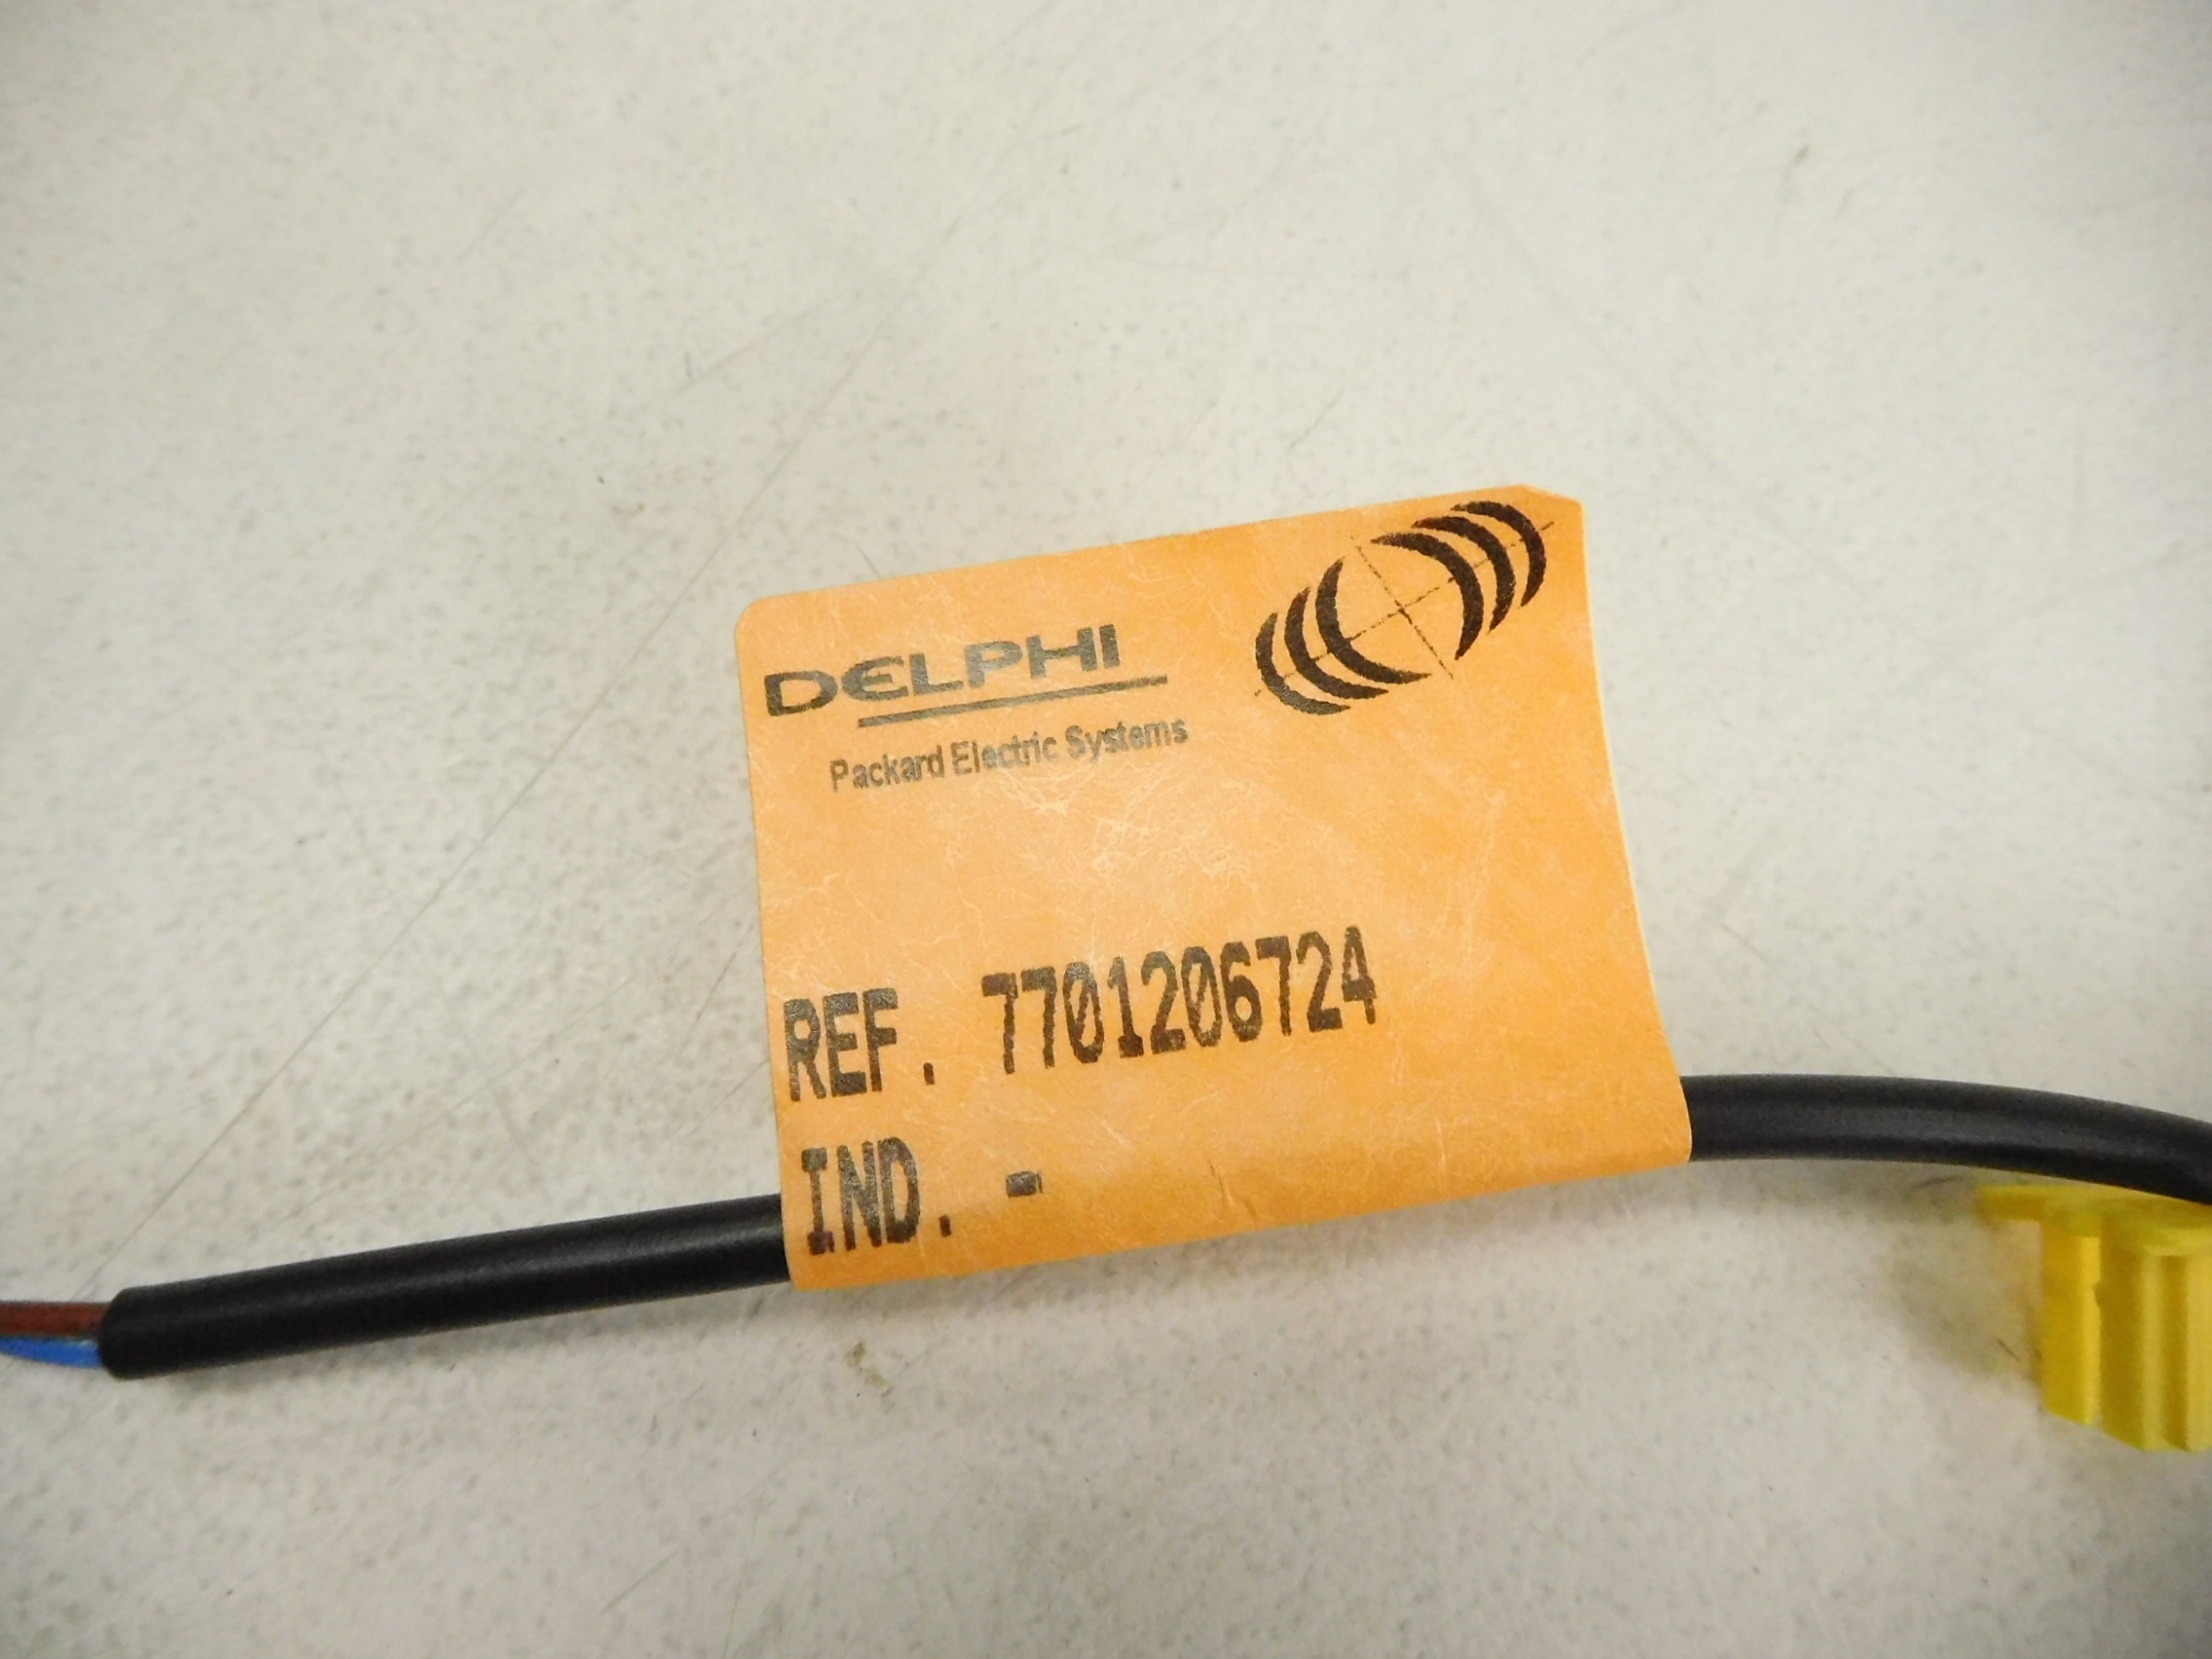 DELPHI
Packard Electric Systems
REF. 7701206724
IND. -